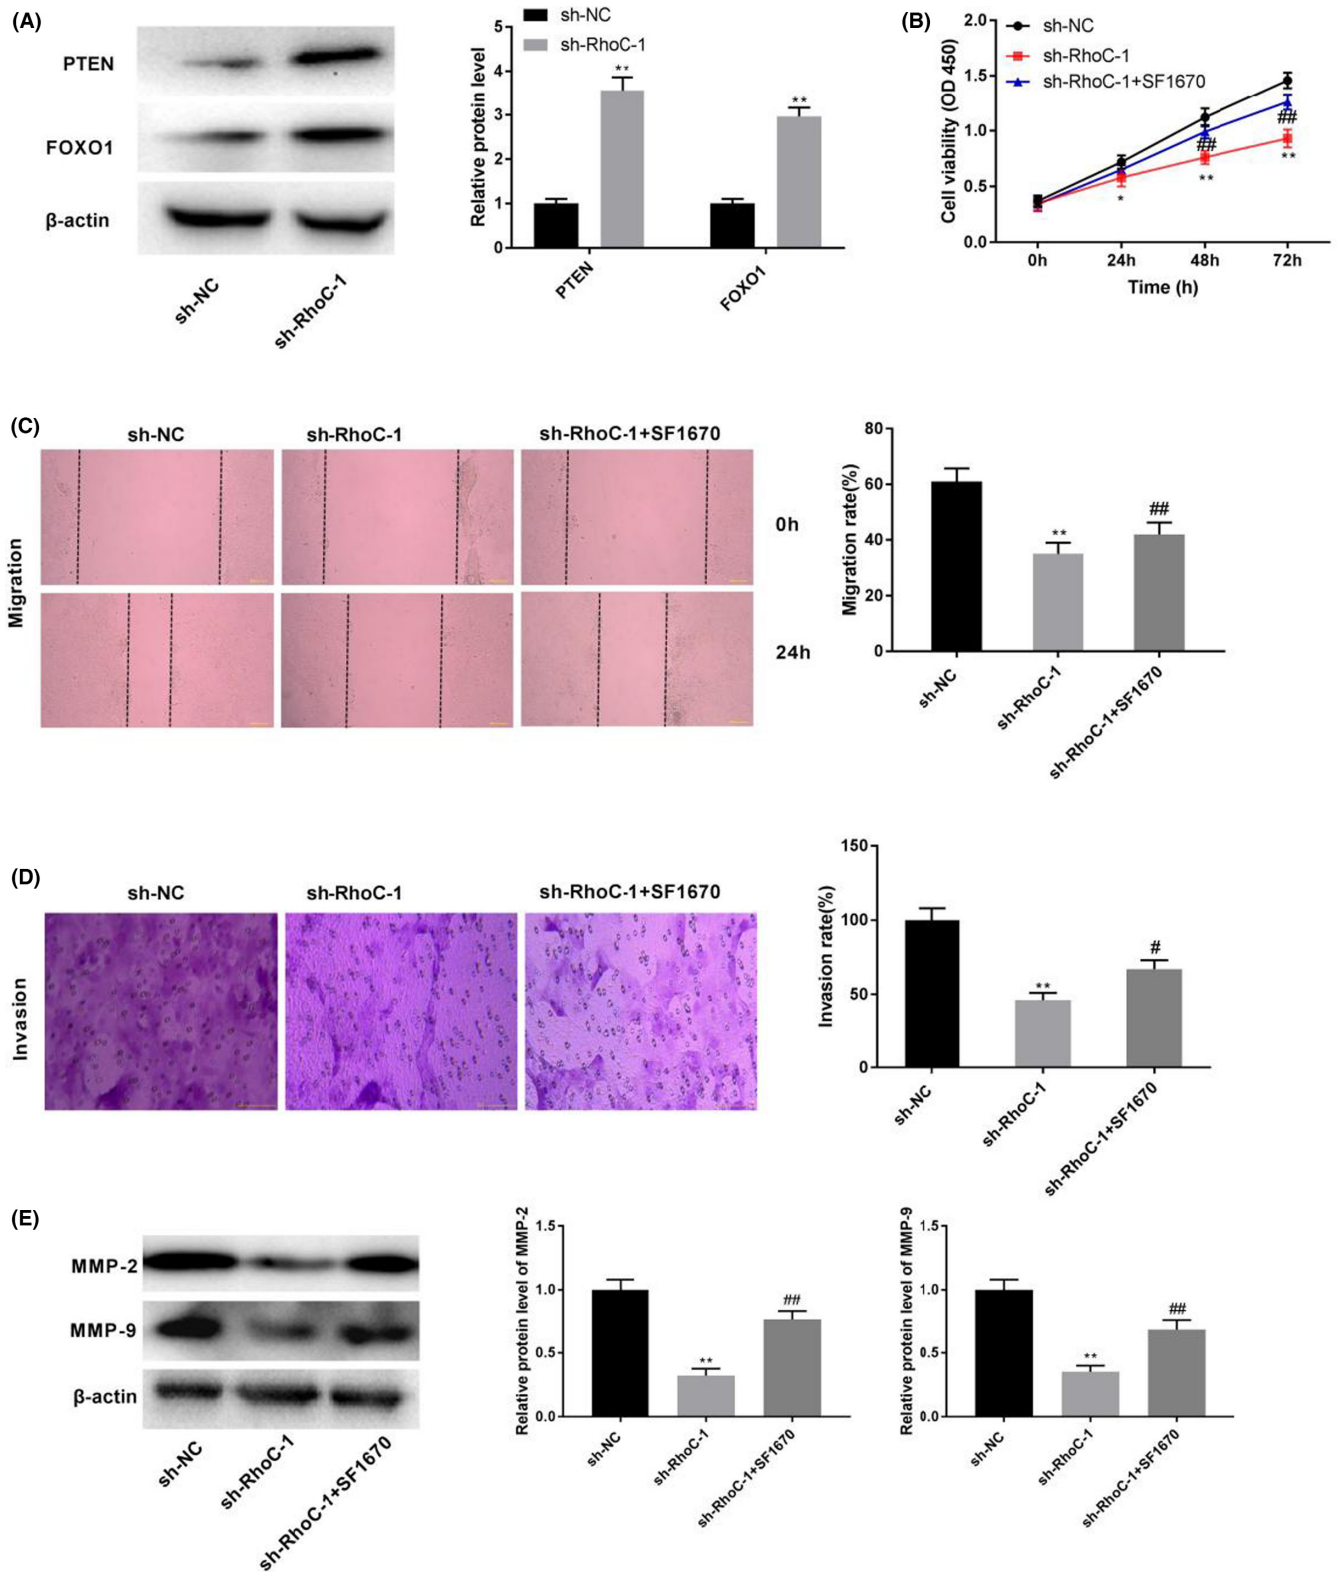 (A)
PTEN
FOXO1
β-actin
sh-NC
sh-RhoC-1
sh-NC
sh-RhoC-1
Relative protein level
5
4
3
2
1
0
**
**
PTEN
FOXO1
(B)
sh-NC
sh-RhoC-1
sh-RhoC-1+SF1670
Cell viability (OD 450)
2.0
1.5
1.0
0.5
0.0
*
##
**
##
**
0h
24h
48h
72h
Time (h)
(C)
sh-NC
sh-RhoC-1
sh-RhoC-1+SF1670
Migration
0h
24h
Migration rate(%)
80
60
40
20
0
**
##
sh-NC
sh-RhoC-1
sh-RhoC-1+SF1670
(D)
sh-NC
sh-RhoC-1
sh-RhoC-1+SF1670
Invasion
Invasion rate(%)
150
100
50
0
**
#
sh-NC
sh-RhoC-1
sh-RhoC-1+SF1670
(E)
MMP-2
MMP-9
β-actin
sh-NC
sh-RhoC-1
sh-RhoC-1+SF1670
Relative protein level of MMP-2
1.5
1.0
0.5
0.0
**
##
sh-NC
sh-RhoC-1
sh-RhoC-1+SF1670
Relative protein level of MMP-9
1.5
1.0
0.5
0.0
**
##
sh-NC
sh-RhoC-1
sh-RhoC-1+SF1670